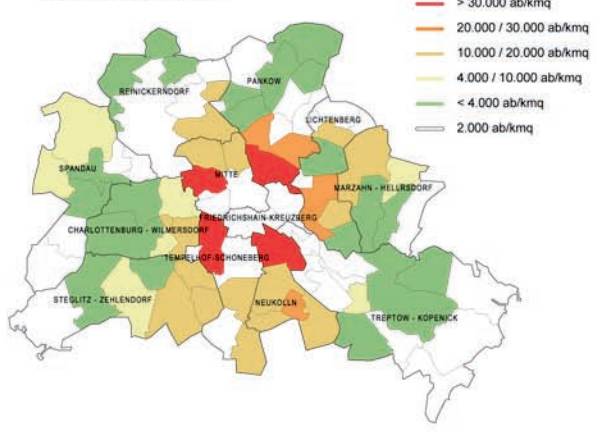 > 30.000 ab/kmq
20.000 / 30.000 ab/kmq
10.000 / 20.000 ab/kmq
4.000 / 10.000 ab/kmq
< 4.000 ab/kmq
2.000 ab/kmq
PANKOW
REINICKERNDORF
LICHTENBERG
SPANDAU
MITTE
MARZAHN - HELLRSDORF
FRIEDRICHSHAIN-KREUZBERG
CHARLOTTENBURG - WILMERSDORF
TEMPELHOF-SCHONEBERG
STEGLITZ - ZEHLENDORF
NEUKOLLN
TREPTOW - KOPENICK